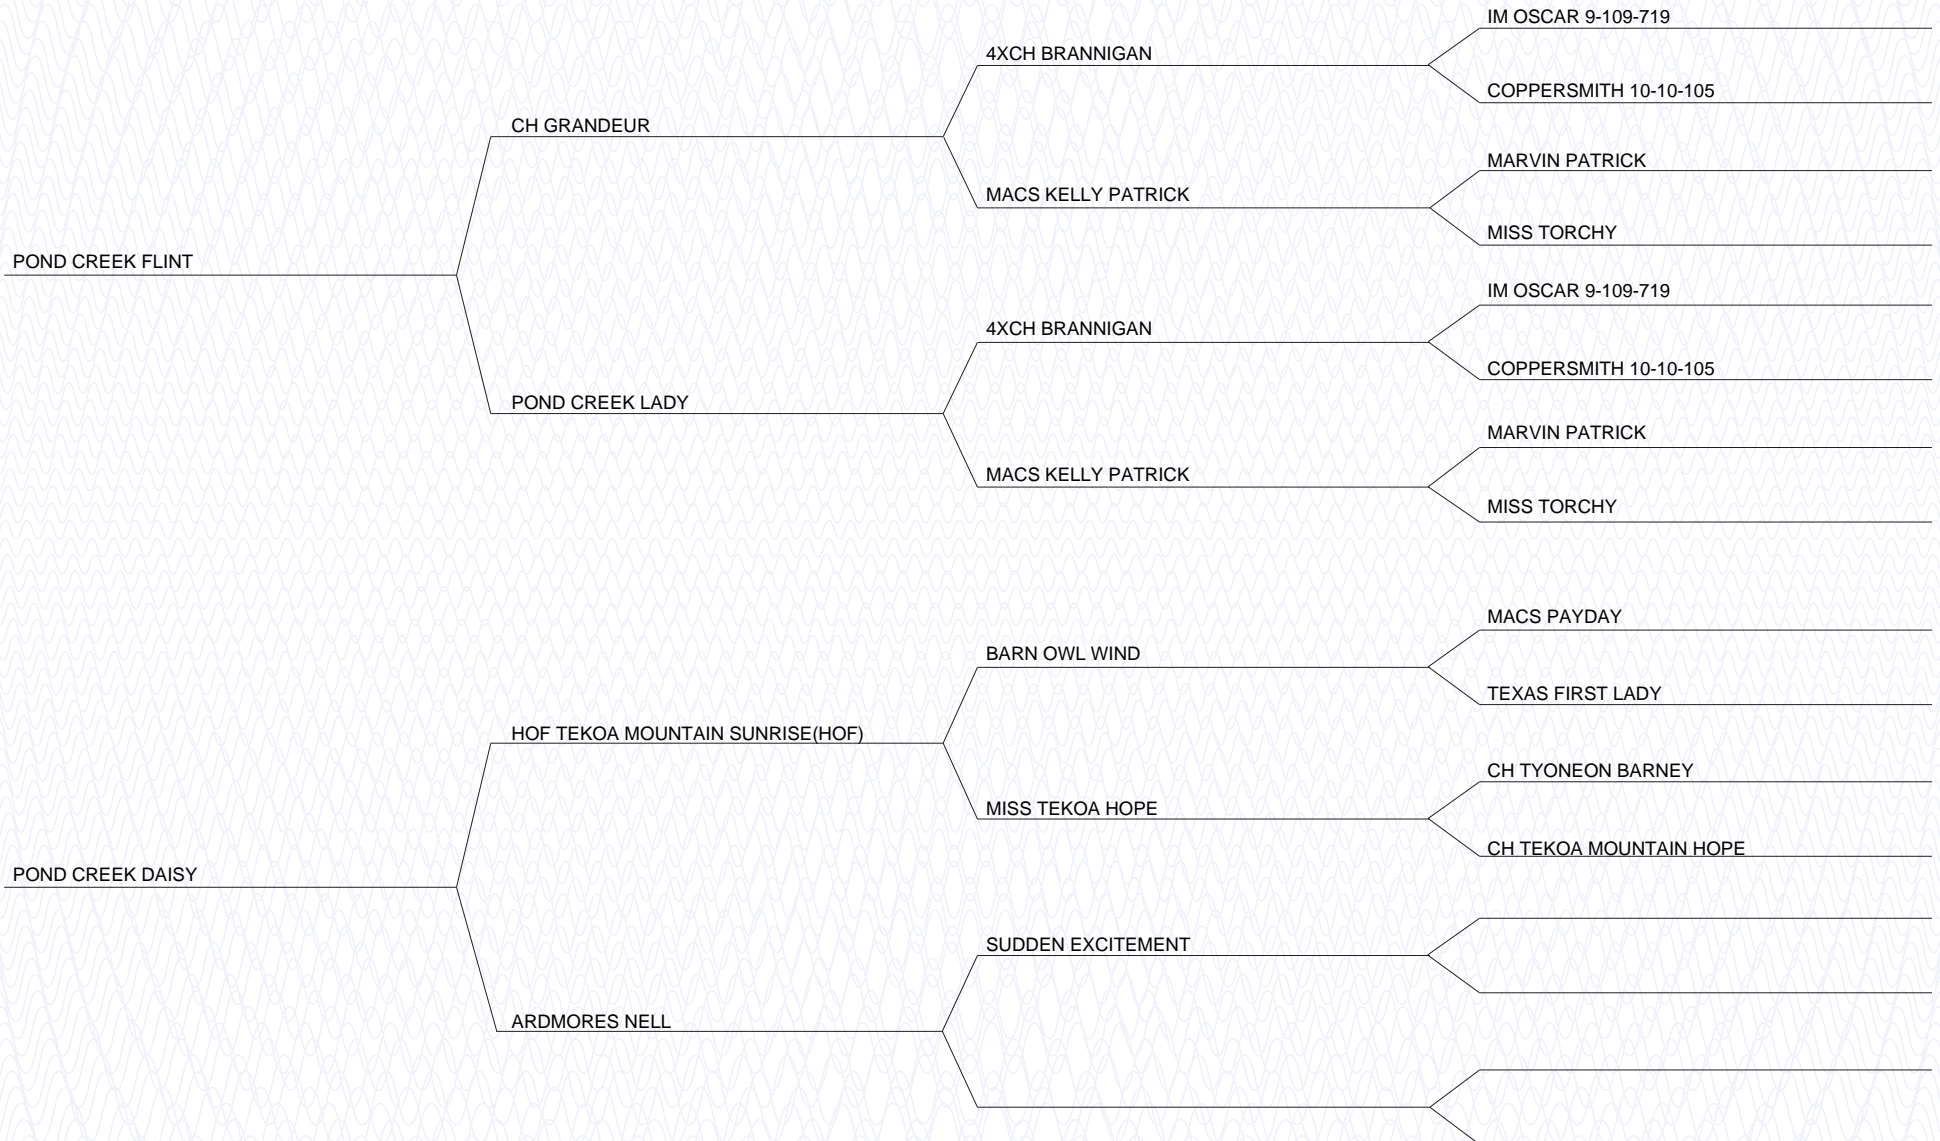 IM OSCAR 9-109-719
4XCH BRANNIGAN
COPPERSMITH 10-10-105
CH GRANDEUR
MARVIN PATRICK
MACS KELLY PATRICK
MISS TORCHY
POND CREEK FLINT
IM OSCAR 9-109-719
4XCH BRANNIGAN
COPPERSMITH 10-10-105
POND CREEK LADY
MARVIN PATRICK
MACS KELLY PATRICK
MISS TORCHY
MACS PAYDAY
BARN OWL WIND
TEXAS FIRST LADY
HOF TEKOA MOUNTAIN SUNRISE(HOF)
CH TYONEON BARNEY
MISS TEKOA HOPE
CH TEKOA MOUNTAIN HOPE
POND CREEK DAISY
SUDDEN EXCITEMENT
ARDMORES NELL